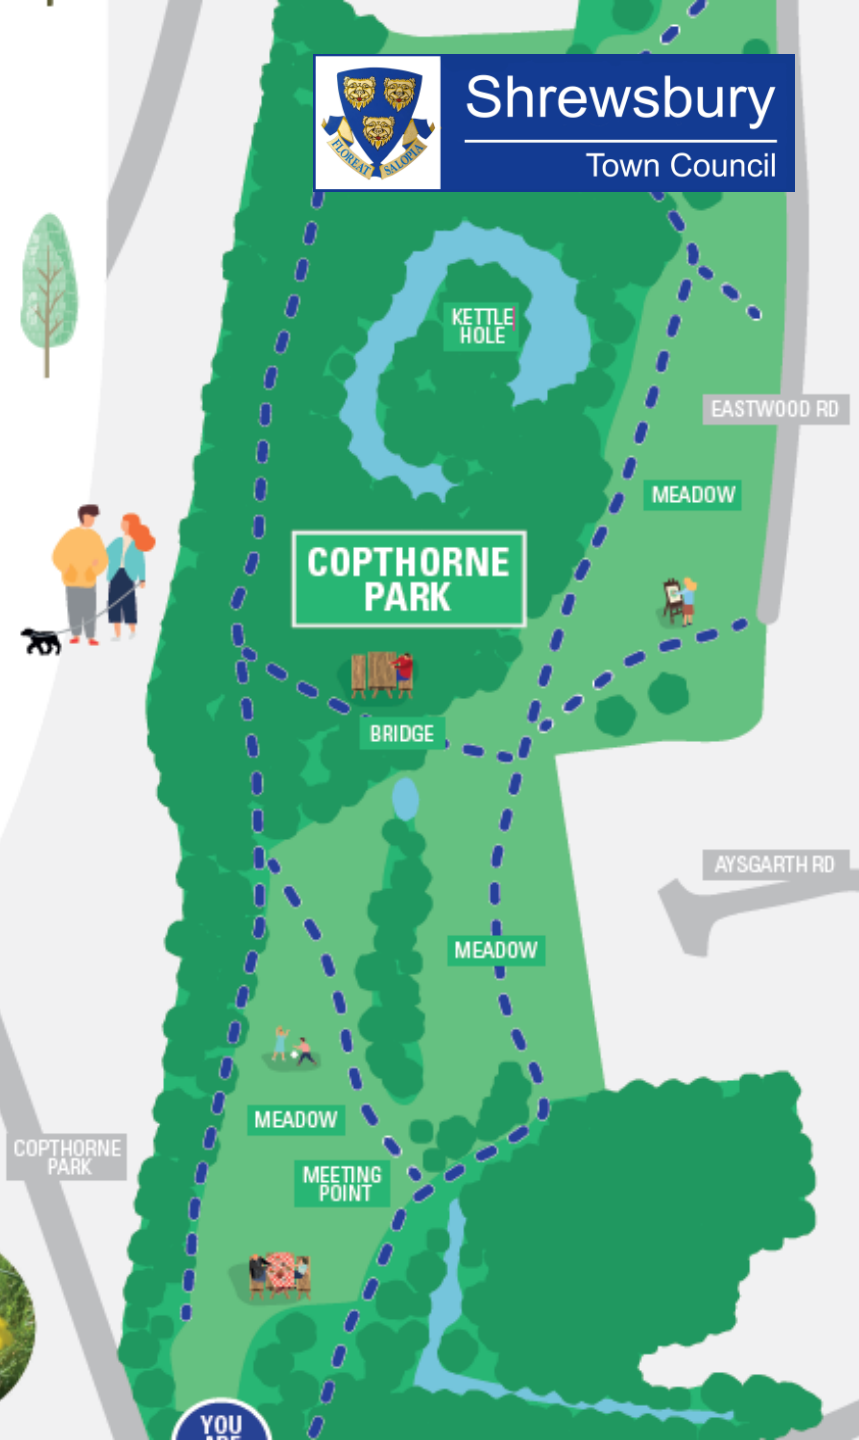 Shrewsbury
Town Council
FLOREAT SALOPIA
KETTLE
HOLE
EASTWOOD RD
MEADOW
COPTHORNE
PARK
BRIDGE
AYSGARTH RD
MEADOW
MEADOW
COPTHORNE
PARK
MEETING
POINT
YOU
ARE